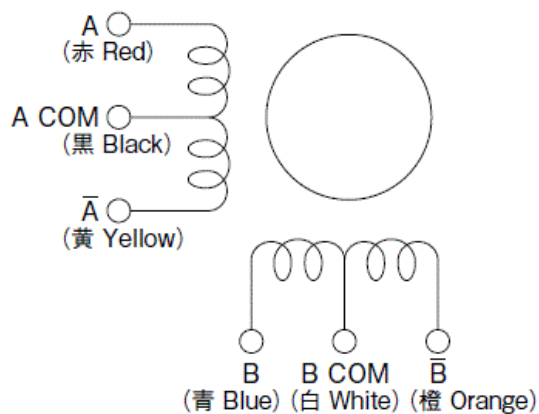 A
(赤 Red)
A COM
(黒 Black)
A̅
(黄 Yellow)
B B COM B̅
(青 Blue) (白 White) (橙 Orange)